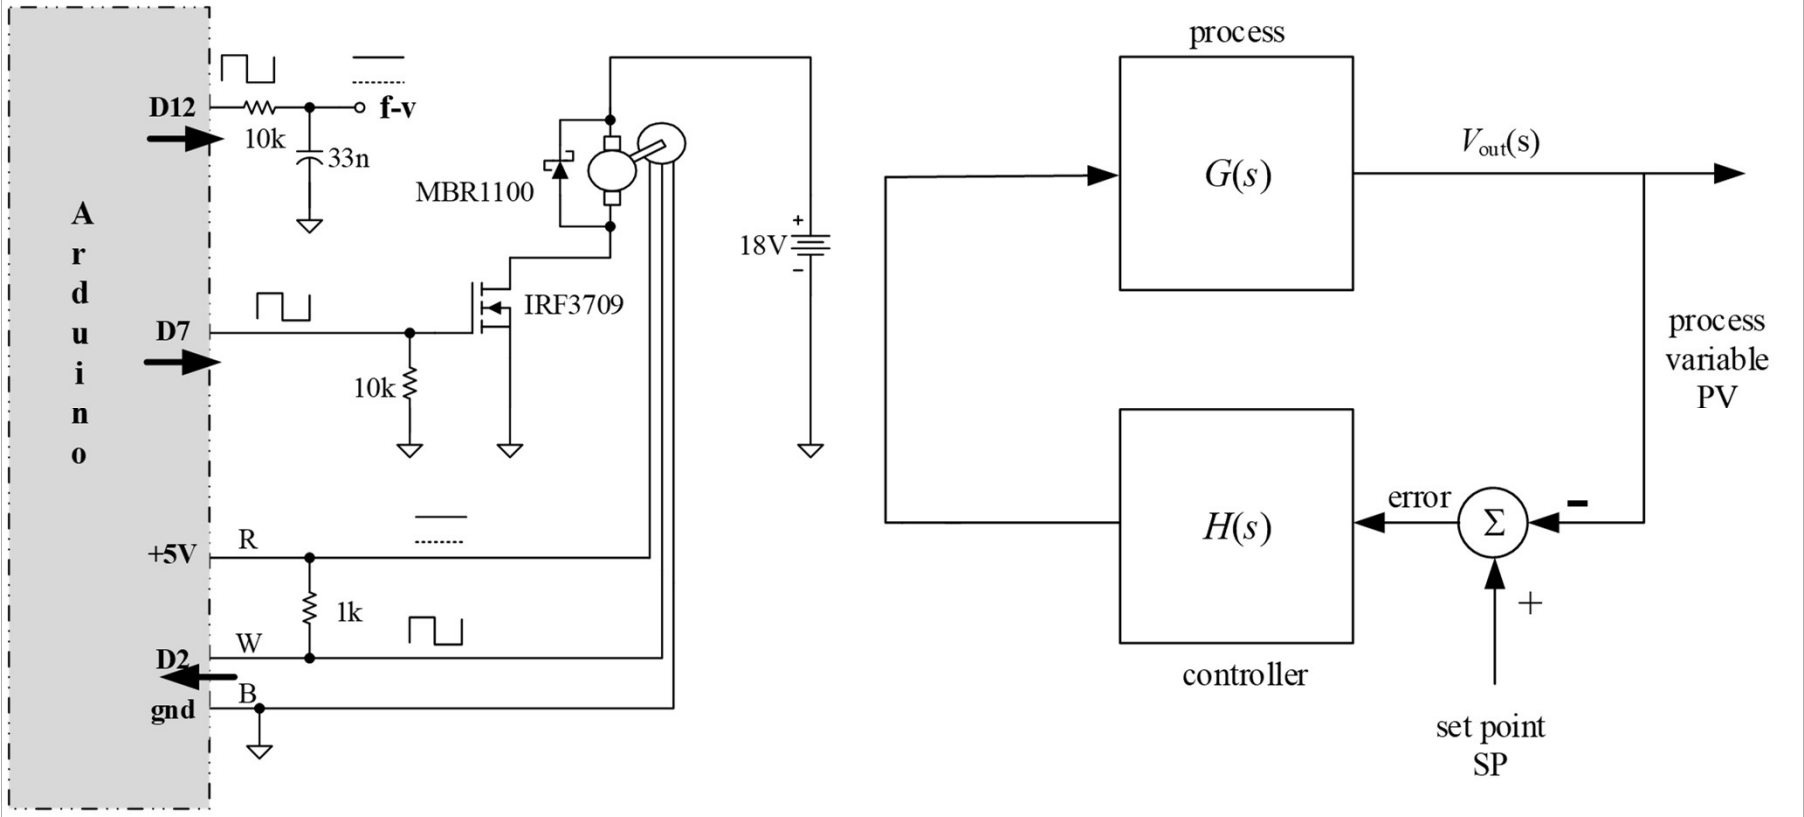 D12
10k
33n
f-v
Arduino
MBR1100
+
18V
-
D7
IRF3709
10k
+5V
R
1k
D2
W
gnd
B
process
G(s)
Vout(s)
process
variable
PV
H(s)
controller
error
Σ
-
+
set point
SP